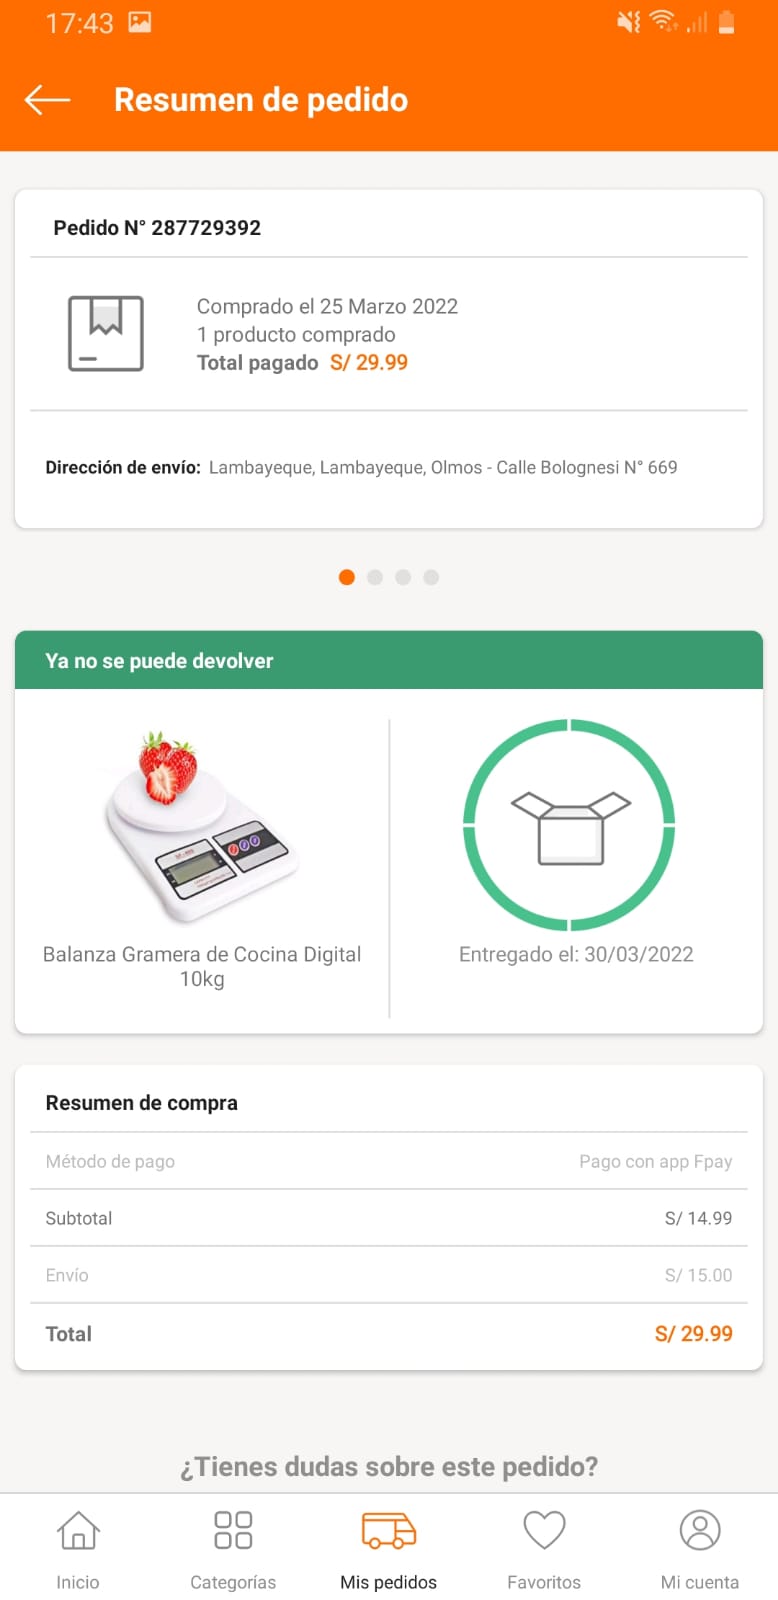 17:43
Resumen de pedido
Pedido N° 287729392
Comprado el 25 Marzo 2022
1 producto comprado
Total pagado S/ 29.99
Dirección de envío: Lambayeque, Lambayeque, Olmos - Calle Bolognesi N° 669
Ya no se puede devolver
Balanza Gramera de Cocina Digital
10kg
Entregado el: 30/03/2022
Resumen de compra
Método de pago Pago con app Fpay
Subtotal S/ 14.99
Envío S/ 15.00
Total S/ 29.99
¿Tienes dudas sobre este pedido?
Inicio Categorías Mis pedidos Favoritos Mi cuenta